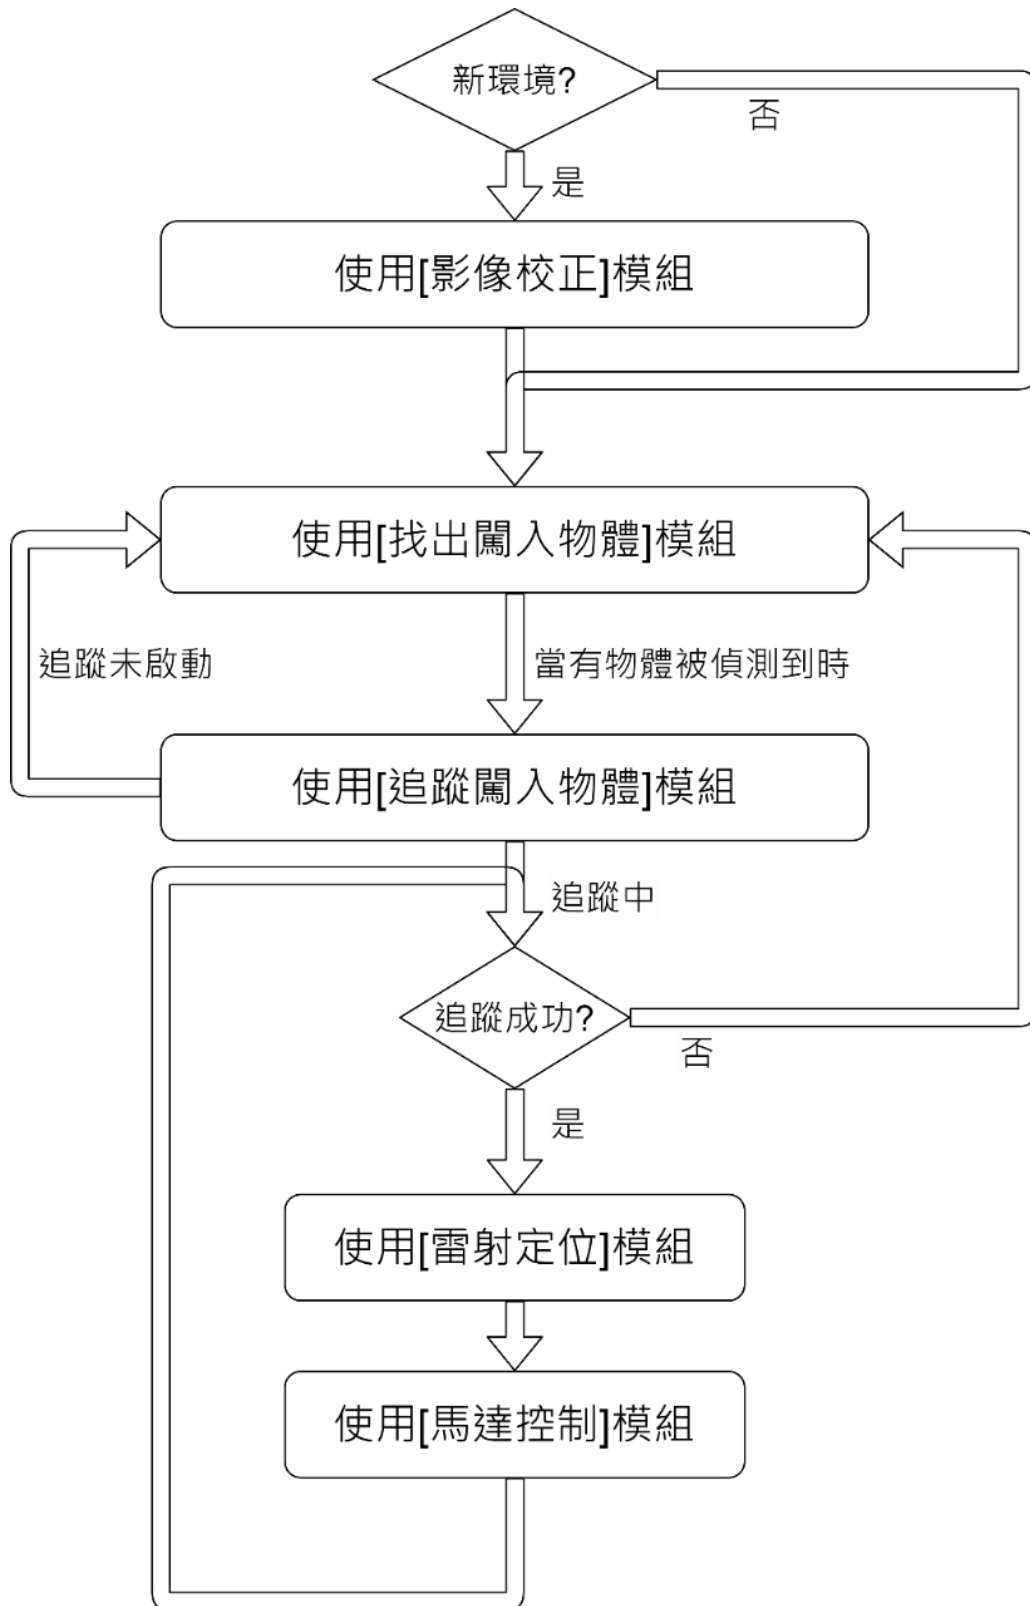 新環境?
否
是
使用[影像校正]模組
使用[找出闖入物體]模組
追蹤未啟動
當有物體被偵測到時
使用[追蹤闖入物體]模組
追蹤中
追蹤成功?
否
是
使用[雷射定位]模組
使用[馬達控制]模組